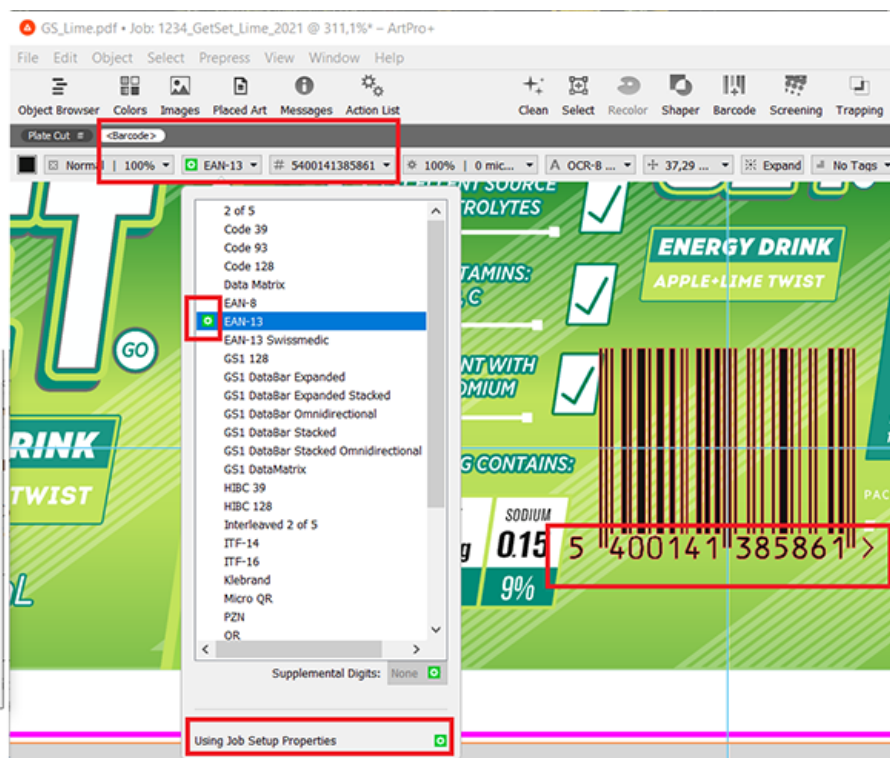 GS_Lime.pdf • Job: 1234_GetSet_Lime_2021 @ 311,1%* – ArtPro+
File Edit Object Select Prepress View Window Help
Object Browser Colors Images Placed Art Messages Action List Clean Select Recolor Shaper Barcode Screening Trapping
Plate Cut <Barcode>
Normal | 100% EAN-13 # 5400141385861 100% | 0 mic... A OCR-B ... 37,29 ... Expand No Tags
2 of 5
Code 39
Code 93
Code 128
Data Matrix
EAN-8
EAN-13
EAN-13 Swissmedic
GS1 128
GS1 DataBar Expanded
GS1 DataBar Expanded Stacked
GS1 DataBar Omnidirectional
GS1 DataBar Stacked
GS1 DataBar Stacked Omnidirectional
GS1 DataMatrix
HIBC 39
HIBC 128
Interleaved 2 of 5
ITF-14
ITF-16
Klebrand
Micro QR
PZN
QR
Supplemental Digits: None
Using Job Setup Properties
GO
TWIST
SOURCE
TAMINS:
WITH
CONTAINS:
SODIUM
0.15
9%
ENERGY DRINK
APPLE+LIME TWIST
5 400141 385861 >
PAC